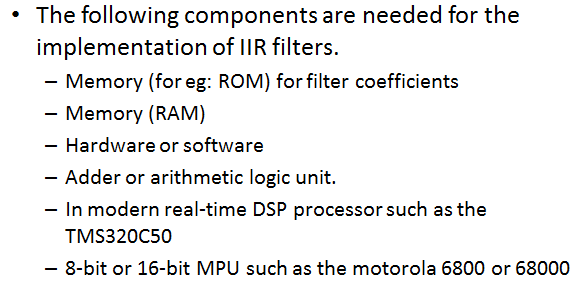 • The following components are needed for the
implementation of IIR filters.
– Memory (for eg: ROM) for filter coefficients
– Memory (RAM)
– Hardware or software
– Adder or arithmetic logic unit.
– In modern real-time DSP processor such as the
TMS320C50
– 8-bit or 16-bit MPU such as the motorola 6800 or 68000